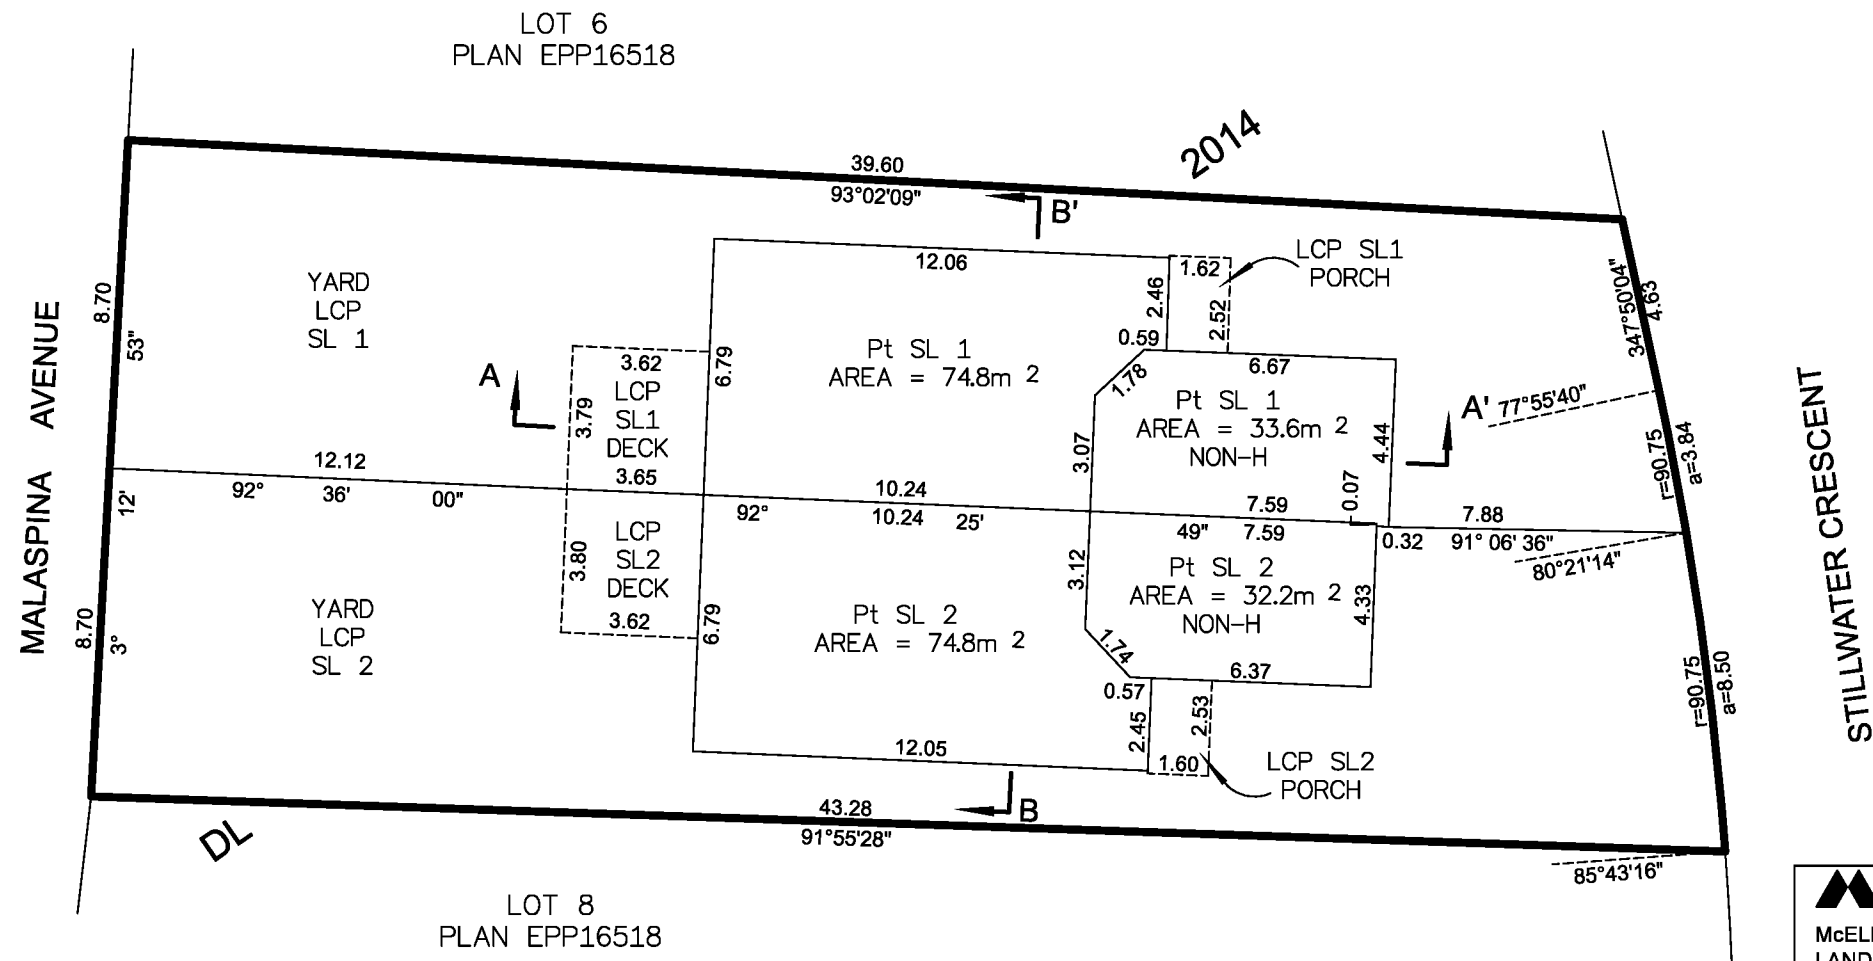 LOT 6
PLAN EPP16518
2014
39.60
93°02'09"
B'
LCP SL1
PORCH
12.06
1.62
2.46
2.52
347°50'04"
4.63
8.70
53"
YARD
LCP
SL 1
MALASPINA AVENUE
STILLWATER CRESCENT
A
3.62
LCP
SL1
DECK
3.79
3.65
6.79
Pt SL 1
AREA = 74.8m 2
0.59
1.78
6.67
Pt SL 1
AREA = 33.6m 2
NON-H
3.07
4.44
A'
77°55'40"
r=90.75
a=3.84
12.12
92° 36' 00"
12'
10.24
92° 10.24 25'
7.59
49" 7.59
0.07
7.88
0.32 91° 06' 36"
80°21'14"
LCP
SL2
DECK
3.80
3.62
6.79
Pt SL 2
AREA = 74.8m 2
3.12
Pt SL 2
AREA = 32.2m 2
NON-H
4.33
1.74
0.57
6.37
8.70
3°
YARD
LCP
SL 2
2.45
2.53
12.05
1.60
LCP SL2
PORCH
r=90.75
a=8.50
B
43.28
91°55'28"
DL
85°43'16"
LOT 8
PLAN EPP16518
LAND